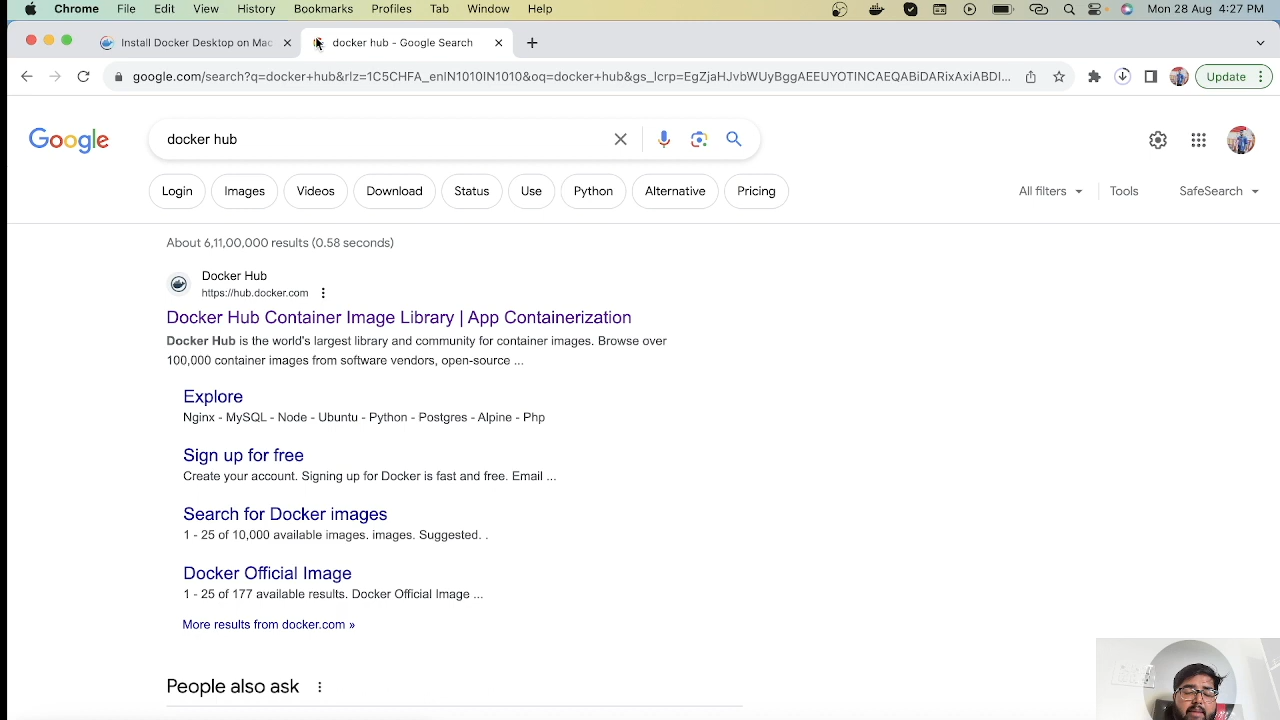 Chrome File Edit View History Bookmarks Profiles Tab Window Help Mon 28 Aug 4:27 PM
Install Docker Desktop on Mac docker hub - Google Search
google.com/search?q=docker+hub&rlz=1C5CHFA_enIN1010IN1010&oq=docker+hub&gs_lcrp=EgZjaHJvbWUyBggAEEUYOTINCAEQABiDARixAxiABDI... Update
Google docker hub
Login Images Videos Download Status Use Python Alternative Pricing All filters Tools SafeSearch
About 6,11,00,000 results (0.58 seconds)
Docker Hub
https://hub.docker.com
Docker Hub Container Image Library | App Containerization
Docker Hub is the world's largest library and community for container images. Browse over
100,000 container images from software vendors, open-source ...
Explore
Nginx - MySQL - Node - Ubuntu - Python - Postgres - Alpine - Php
Sign up for free
Create your account. Signing up for Docker is fast and free. Email ...
Search for Docker images
1 - 25 of 10,000 available images. images. Suggested. .
Docker Official Image
1 - 25 of 177 available results. Docker Official Image ...
More results from docker.com »
People also ask